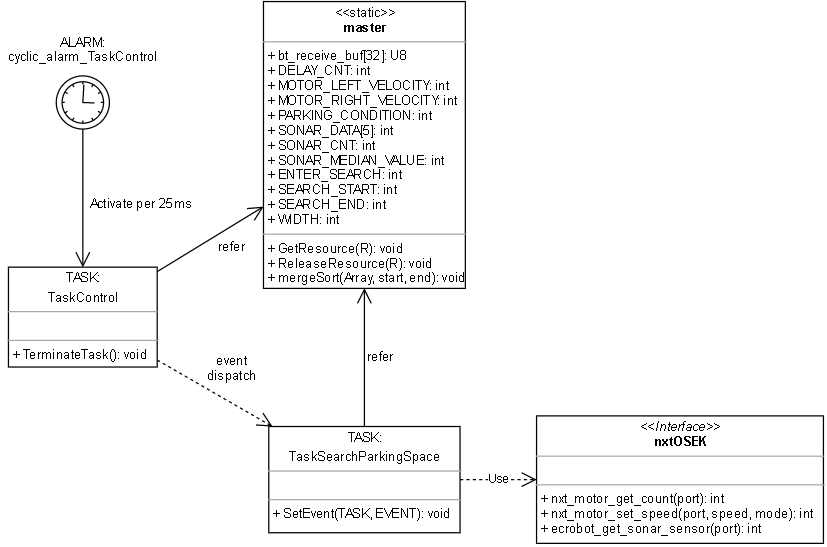 <<static>>
master
+ bt_receive_buf[32]: U8
+ DELAY_CNT: int
+ MOTOR_LEFT_VELOCITY: int
+ MOTOR_RIGHT_VELOCITY: int
+ PARKING_CONDITION: int
+ SONAR_DATA[5]: int
+ SONAR_CNT: int
+ SONAR_MEDIAN_VALUE: int
+ ENTER_SEARCH: int
+ SEARCH_START: int
+ SEARCH_END: int
+ WIDTH: int
+ GetResource(R): void
+ ReleaseResource(R): void
+ mergeSort(Array, start, end): void
ALARM:
cyclic_alarm_TaskControl
Activate per 25ms
refer
TASK:
TaskControl
+ TerminateTask(): void
event
dispatch
refer
TASK:
TaskSearchParkingSpace
+ SetEvent(TASK, EVENT): void
Use
<<Interface>>
nxtOSEK
+ nxt_motor_get_count(port): int
+ nxt_motor_set_speed(port, speed, mode): int
+ ecrobot_get_sonar_sensor(port): int